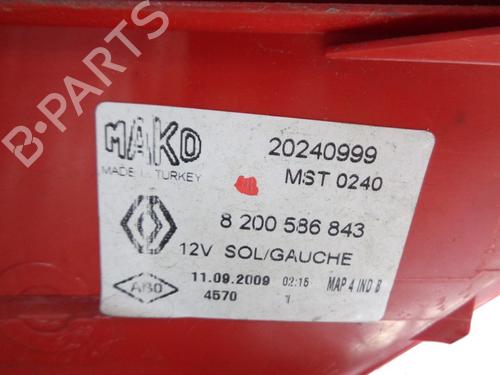 B-PARTS
MAKO
MADE IN TURKEY
20240999
MST 0240
8 200 586 843
12V SOL/GAUCHE
ABO
11.09.2009 02:15 MAP 4 IND B
4570 1